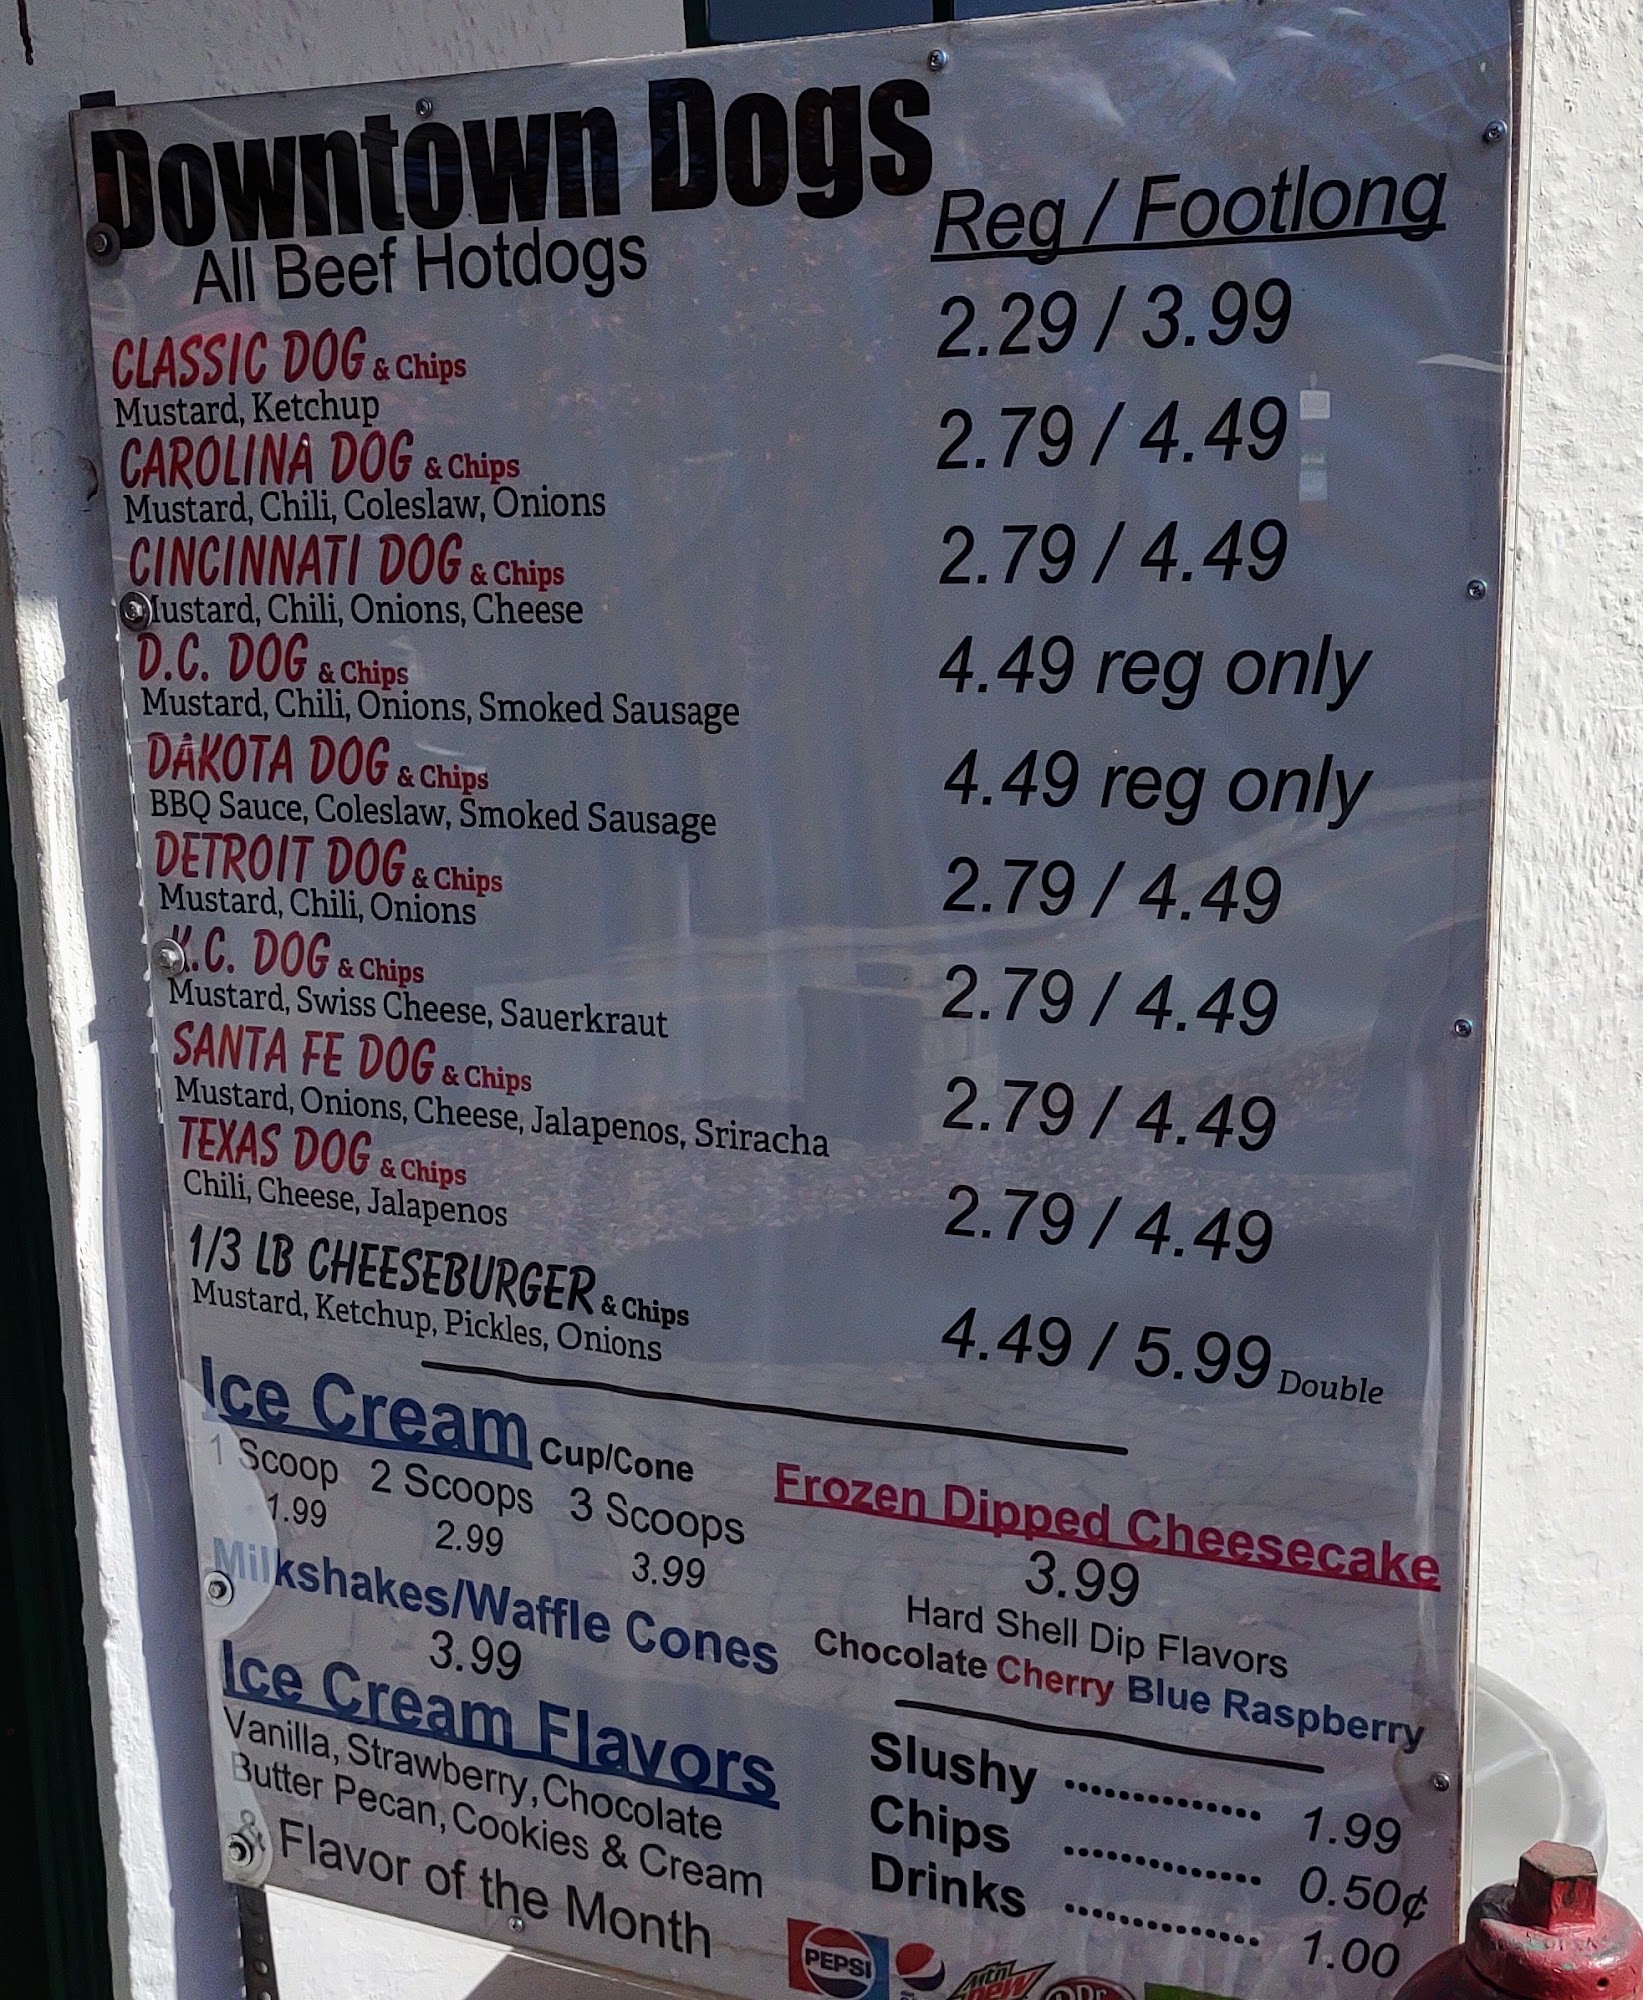 Downtown Dogs
All Beef Hotdogs
Reg / Footlong
CLASSIC DOG & Chips 2.29 / 3.99
Mustard, Ketchup
CAROLINA DOG & Chips 2.79 / 4.49
Mustard, Chili, Coleslaw, Onions
CINCINNATI DOG & Chips 2.79 / 4.49
Mustard, Chili, Onions, Cheese
D.C. DOG & Chips 4.49 reg only
Mustard, Chili, Onions, Smoked Sausage
DAKOTA DOG & Chips 4.49 reg only
BBQ Sauce, Coleslaw, Smoked Sausage
DETROIT DOG & Chips 2.79 / 4.49
Mustard, Chili, Onions
K.C. DOG & Chips 2.79 / 4.49
Mustard, Swiss Cheese, Sauerkraut
SANTA FE DOG & Chips 2.79 / 4.49
Mustard, Onions, Cheese, Jalapenos, Sriracha
TEXAS DOG & Chips 2.79 / 4.49
Chili, Cheese, Jalapenos
1/3 LB CHEESEBURGER & Chips 4.49 / 5.99 Double
Mustard, Ketchup, Pickles, Onions
Ice Cream Cup/Cone
1 Scoop 2 Scoops 3 Scoops
1.99 2.99 3.99
Milkshakes/Waffle Cones
3.99
Ice Cream Flavors
Vanilla, Strawberry, Chocolate
Butter Pecan, Cookies & Cream
& Flavor of the Month
Frozen Dipped Cheesecake
3.99
Hard Shell Dip Flavors
Chocolate Cherry Blue Raspberry
Slushy ............. 1.99
Chips .............. 0.50¢
Drinks ............. 1.00
PEPSI
mtn dew
DR